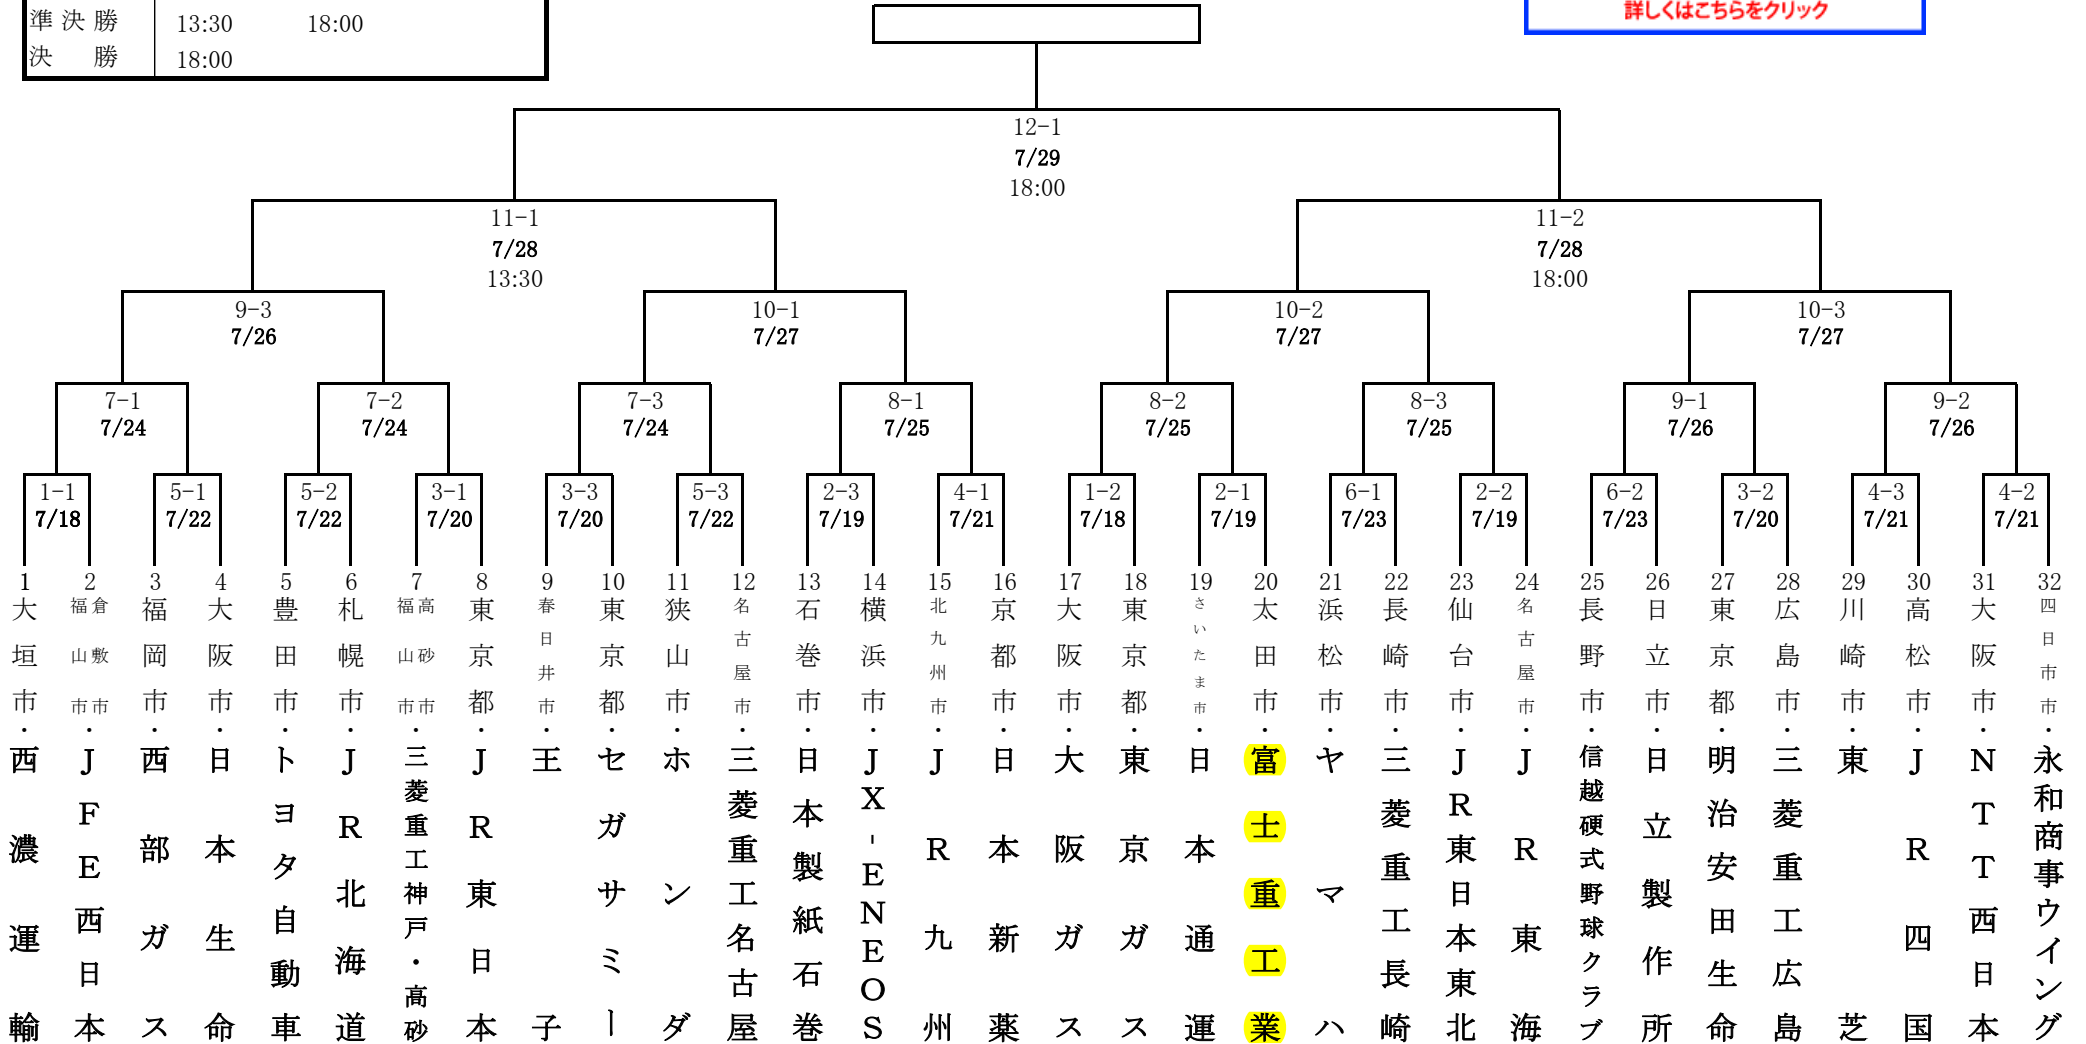 準決勝 13:30 18:00
決勝 18:00
詳しくはこちらをクリック
12-1
7/29
18:00
11-1
7/28
13:30
11-2
7/28
18:00
9-3
7/26
10-1
7/27
10-2
7/27
10-3
7/27
7-1
7/24
7-2
7/24
7-3
7/24
8-1
7/25
8-2
7/25
8-3
7/25
9-1
7/26
9-2
7/26
1-1
7/18
5-1
7/22
5-2
7/22
3-1
7/20
3-3
7/20
5-3
7/22
2-3
7/19
4-1
7/21
1-2
7/18
2-1
7/19
6-1
7/23
2-2
7/19
6-2
7/23
3-2
7/20
4-3
7/21
4-2
7/21
1 大垣市・西濃運輸
2 倉敷市 福山市・JFE西日本
3 福岡市・西部ガス
4 大阪市・日本生命
5 豊田市・トヨタ自動車
6 札幌市・JR北海道
7 高砂市 福山市・三菱重工神戸・高砂
8 東京都・JR東日本
9 春日井市・王子
10 東京都・セガサミー
11 狭山市・ホンダ
12 名古屋市・三菱重工名古屋
13 石巻市・日本製紙石巻
14 横浜市・JX-ENEOS
15 北九州市・JR九州
16 京都市・日本新薬
17 大阪市・大阪ガス
18 東京都・東京ガス
19 さいたま市・日本通運
20 太田市・富士重工業
21 浜松市・ヤマハ
22 長崎市・三菱重工長崎
23 仙台市・JR東日本東北
24 名古屋市・JR東海
25 長野市・信越硬式野球クラブ
26 日立市・日立製作所
27 東京都・明治安田生命
28 広島市・三菱重工広島
29 川崎市・東芝
30 高松市・JR四国
31 大阪市・NTT西日本
32 四日市市・永和商事ウイング